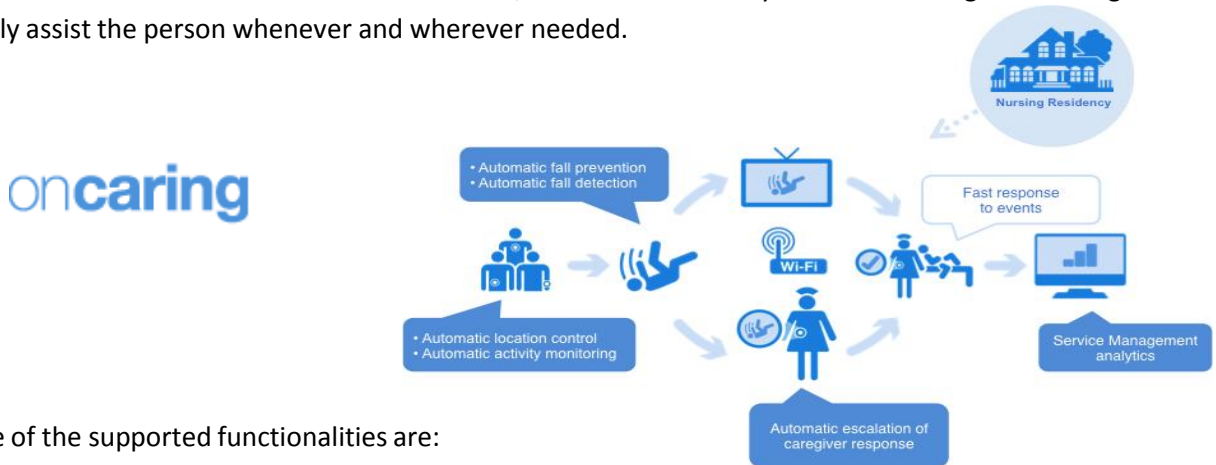 ly assist the person whenever and wherever needed.
Nursing Residency
oncaring
• Automatic fall prevention
• Automatic fall detection
Fast response
to events
Wi-Fi
• Automatic location control
• Automatic activity monitoring
Service Management
analytics
Automatic escalation of
caregiver response
e of the supported functionalities are: